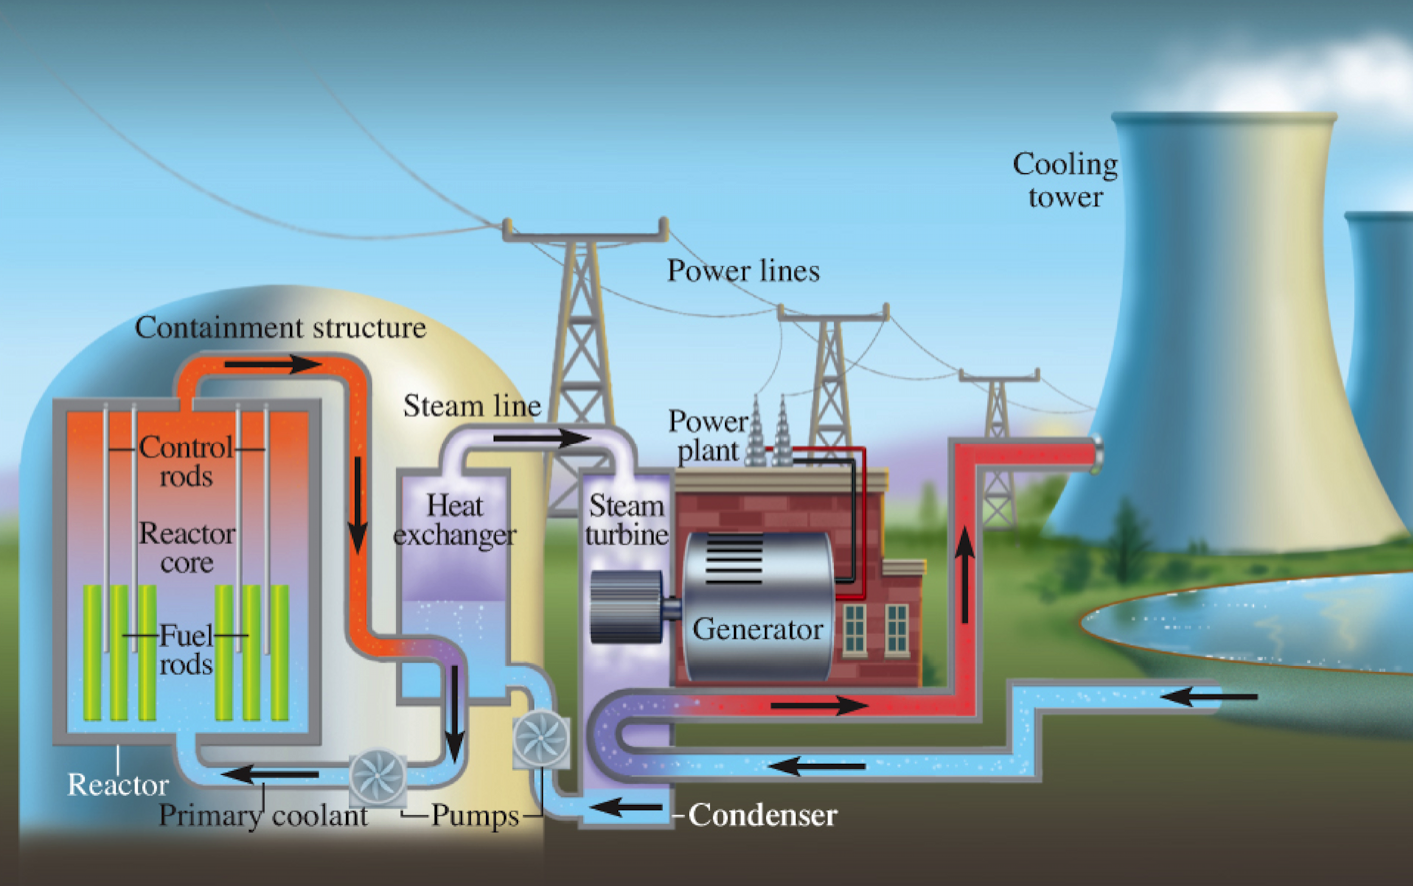 Cooling
tower
Power lines
Containment structure
Steam line
Power
plant
Control
rods
Heat
exchanger
Steam
turbine
Reactor
core
Generator
Fuel
rods
Reactor
Primary coolant
Pumps
Condenser